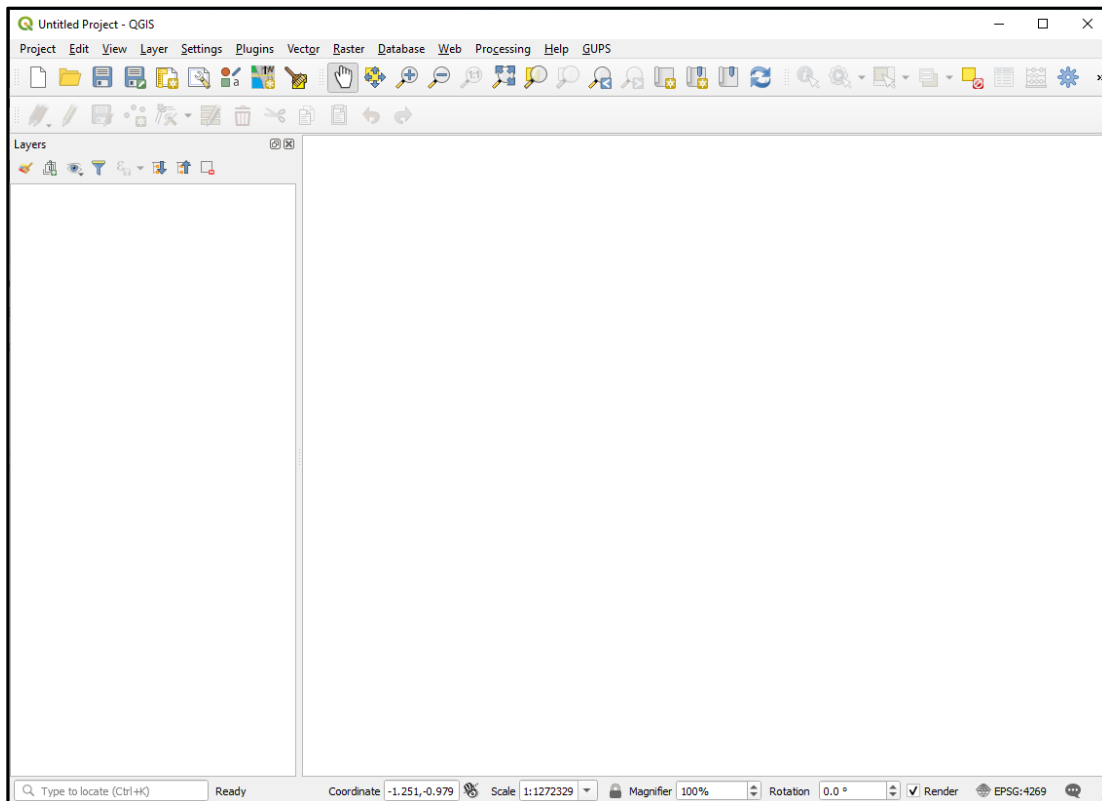 Untitled Project - QGIS
Project Edit View Layer Settings Plugins Vector Raster Database Web Processing Help GUPS
1:1
Layers
Type to locate (Ctrl+K) Ready Coordinate -1.251,-0.979 Scale 1:1272329 Magnifier 100% Rotation 0.0 ° Render EPSG:4269